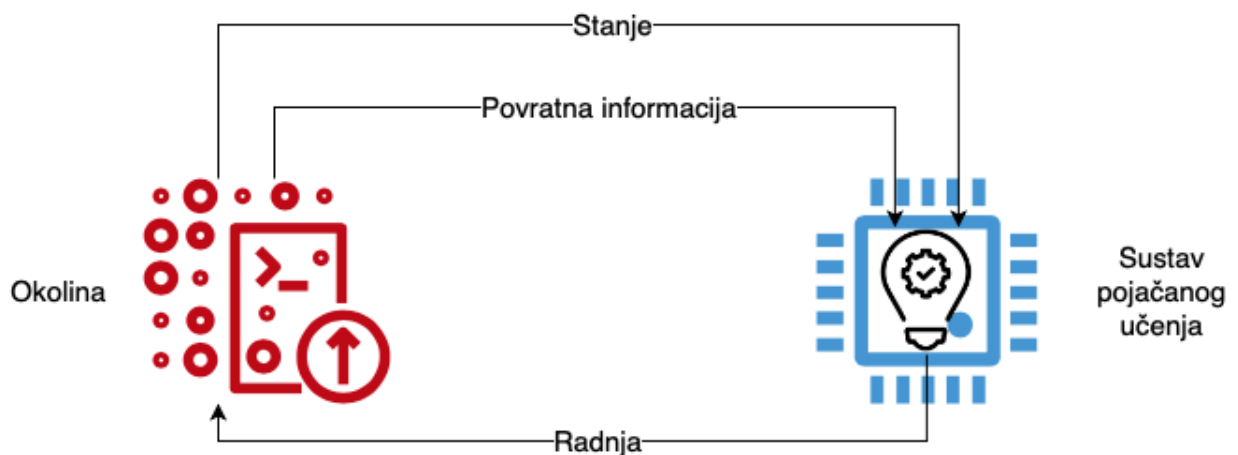 Stanje
Povratna informacija
Okolina
Sustav
pojačanog
učenja
Radnja